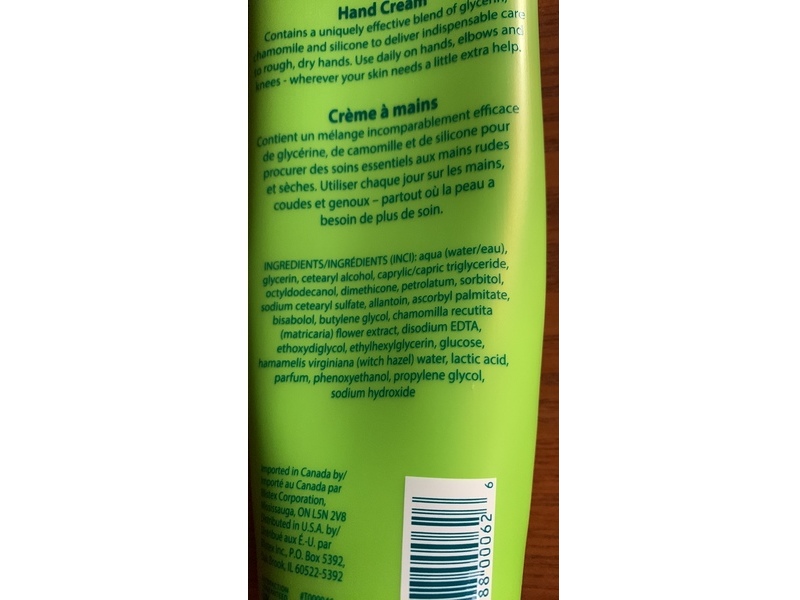 Hand Cream
Contains a uniquely effective blend of glycerin,
chamomile and silicone to deliver indispensable care
to rough, dry hands. Use daily on hands, elbows and
knees - wherever your skin needs a little extra help.
Crème à mains
Contient un mélange incomparablement efficace
de glycérine, de camomille et de silicone pour
procurer des soins essentiels aux mains rudes
et sèches. Utiliser chaque jour sur les mains,
coudes et genoux – partout où la peau a
besoin de plus de soin.
INGREDIENTS/INGRÉDIENTS (INCI): aqua (water/eau),
glycerin, cetearyl alcohol, caprylic/capric triglyceride,
octyldodecanol, dimethicone, petrolatum, sorbitol,
sodium cetearyl sulfate, allantoin, ascorbyl palmitate,
bisabolol, butylene glycol, chamomilla recutita
(matricaria) flower extract, disodium EDTA,
ethoxydiglycol, ethylhexylglycerin, glucose,
hamamelis virginiana (witch hazel) water, lactic acid,
parfum, phenoxyethanol, propylene glycol,
sodium hydroxide
Imported in Canada by/
importé au Canada par
Corporation,
Mississauga, ON L5N 2V8
Distributed in U.S.A. by/
distribué aux É.-U. par
Inc., P.O. Box 5392,
Brook, IL 60522-5392
88 00062 6